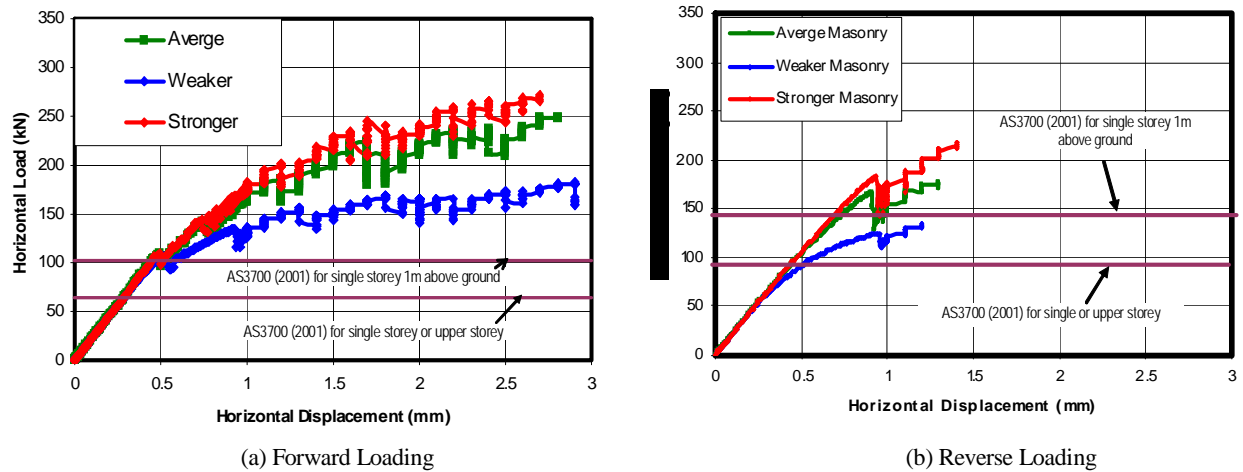 350
300
250
200
150
100
50
0
Horizontal Load (kN)
Averge
Weaker
Stronger
AS3700 (2001) for single storey 1m above ground
AS3700 (2001) for single storey or upper storey
0
0.5
1
1.5
2
2.5
3
Horizontal Displacement (mm)
(a) Forward Loading
350
300
250
200
150
100
50
0
Averge Masonry
Weaker Masonry
Stronger Masonry
AS3700 (2001) for single storey 1m
above ground
AS3700 (2001) for single or upper storey
0
0.5
1
1.5
2
2.5
3
Horizontal Displacement (mm)
(b) Reverse Loading